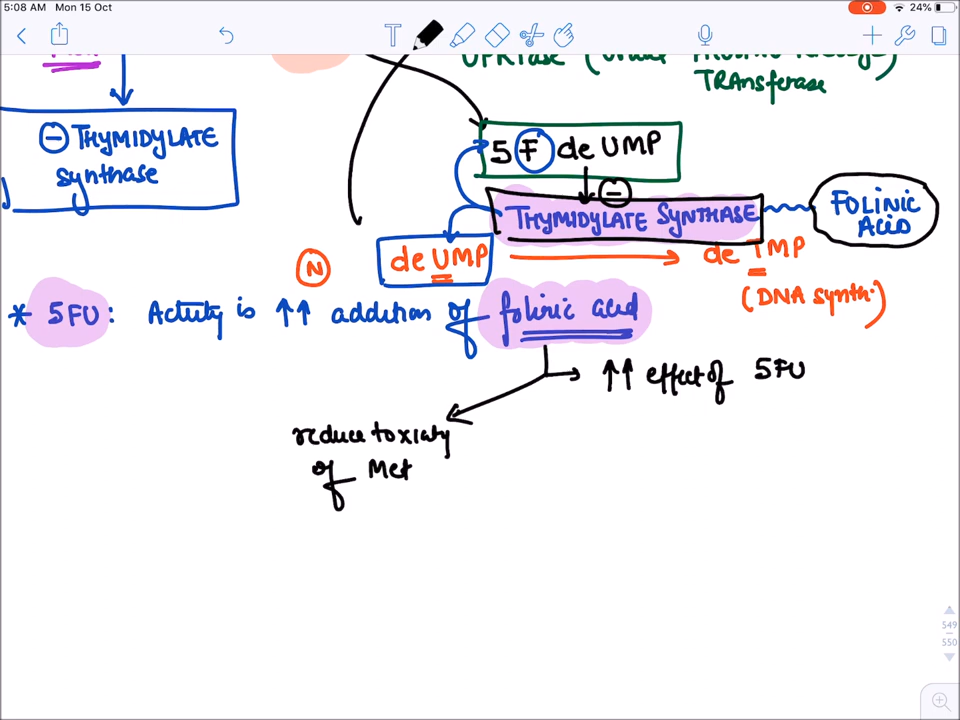 5:08 AM Mon 15 Oct
24%
T
UPRTase (
TRAnsferase
⊖ THYMIDYLATE
synthase
5 F de UMP
⊖
THYMIDYLATE SYNTHASE
FOLINIC
ACID
de UMP
de TMP
N
(DNA synth.)
* 5FU: Activity is ↑↑ addition of folinic acid
↑↑ effect of 5FU
reduce toxicity
of Met
549
550